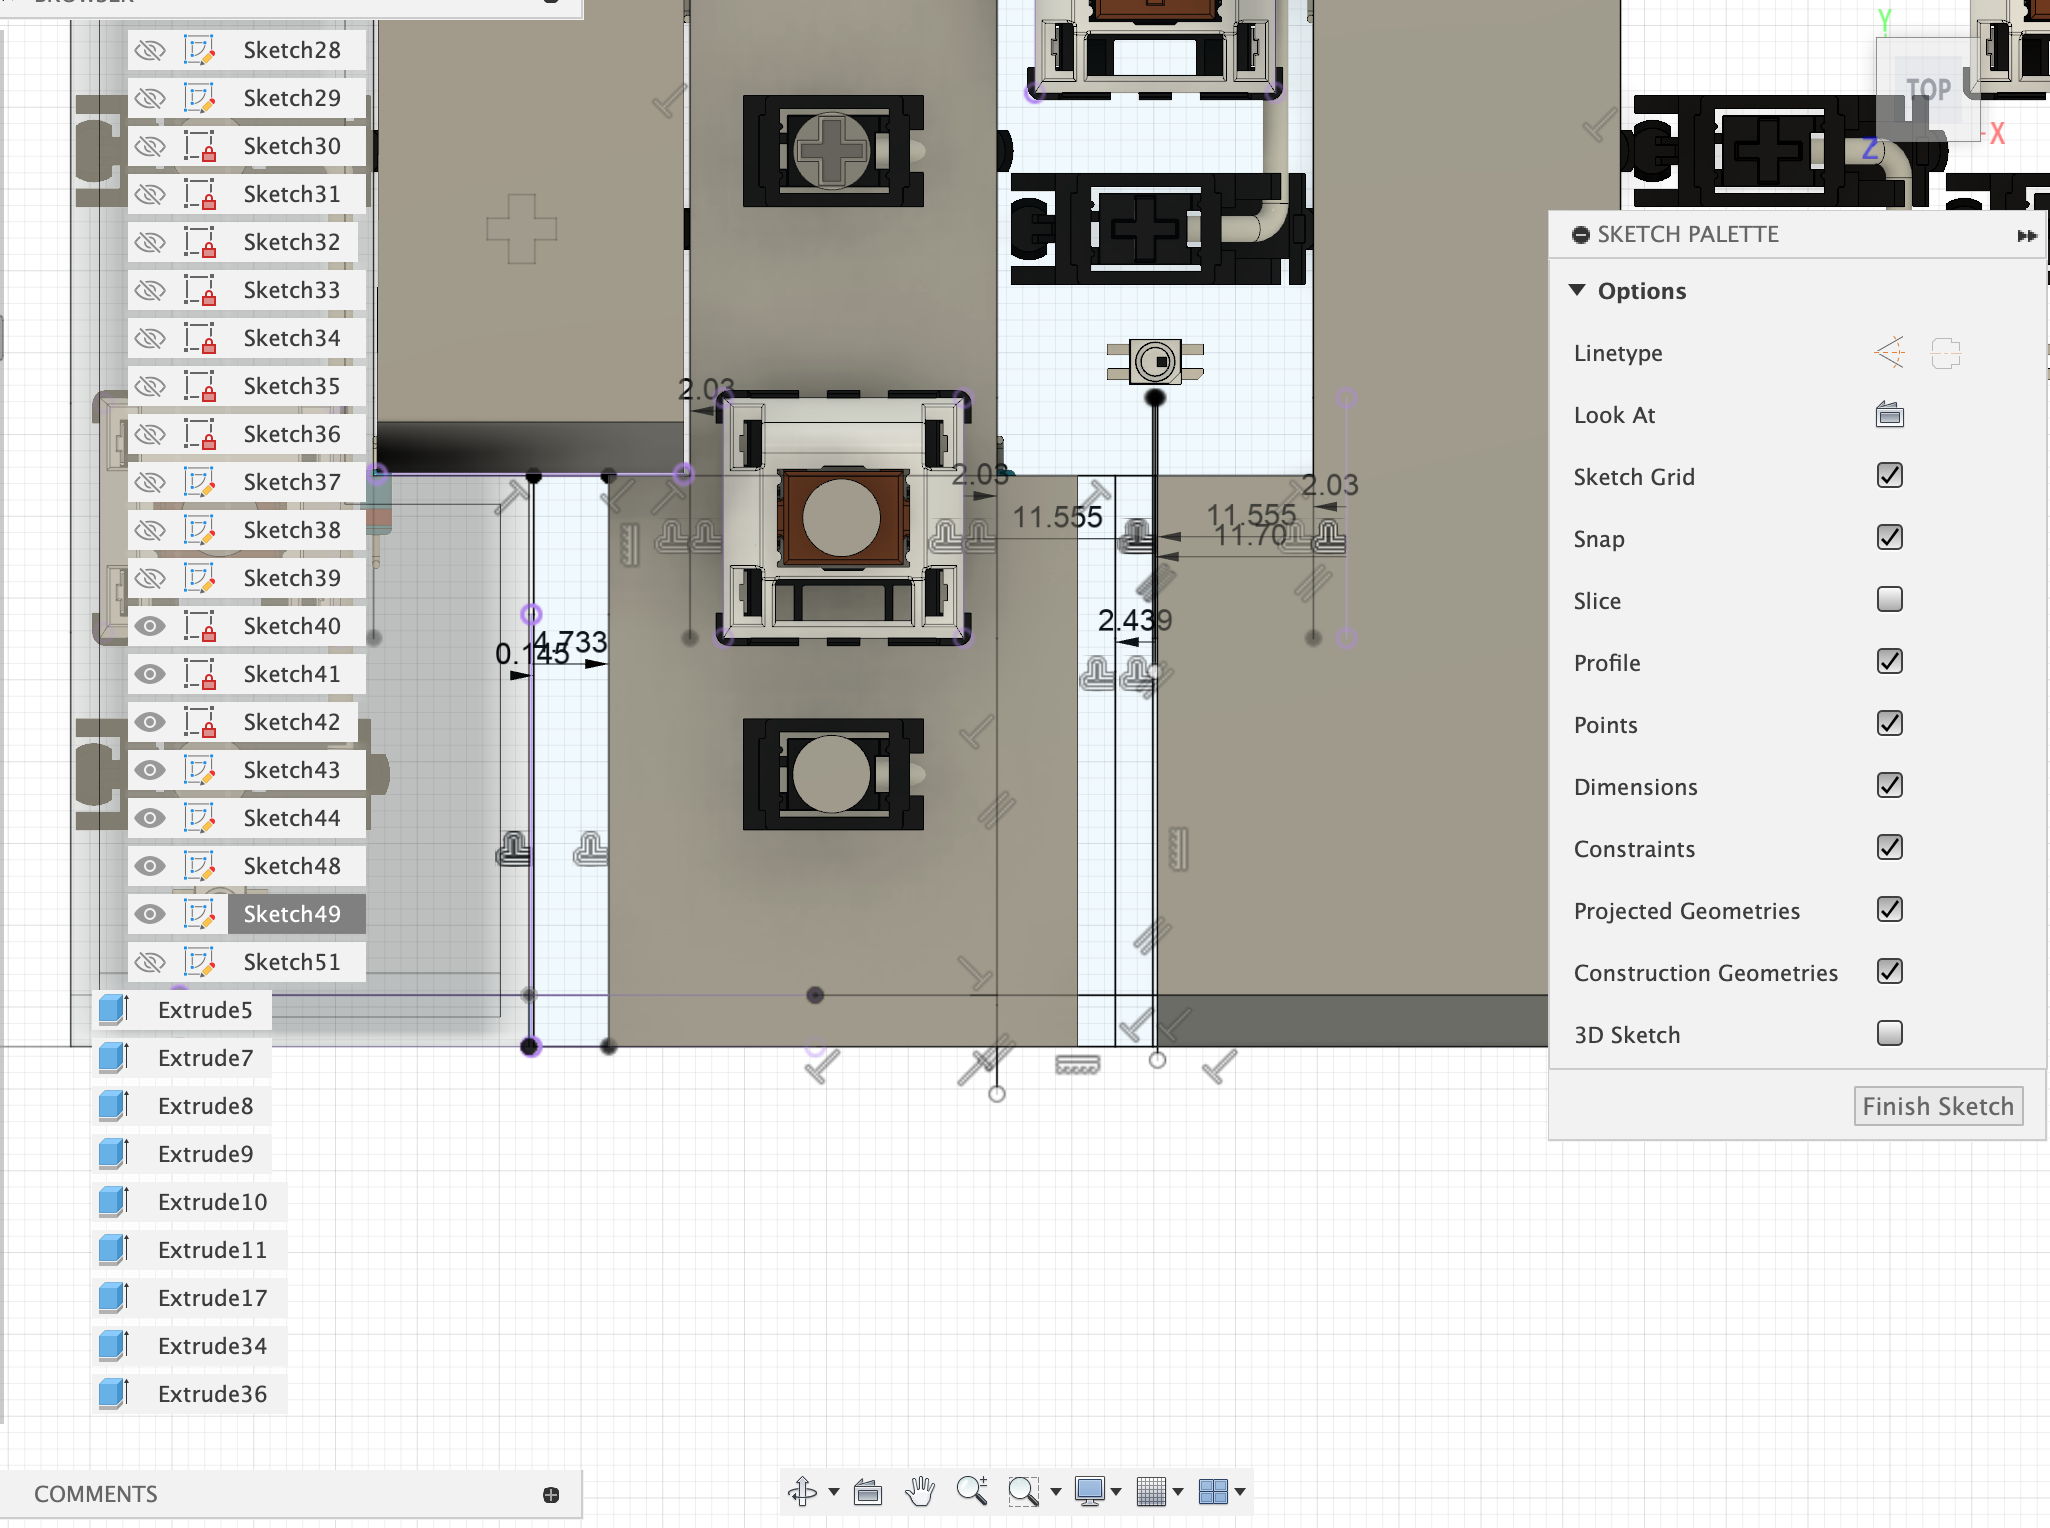 BROWSER
Sketch28
Sketch29
Sketch30
Sketch31
Sketch32
Sketch33
Sketch34
Sketch35
Sketch36
Sketch37
Sketch38
Sketch39
Sketch40
Sketch41
Sketch42
Sketch43
Sketch44
Sketch48
Sketch49
Sketch51
Extrude5
Extrude7
Extrude8
Extrude9
Extrude10
Extrude11
Extrude17
Extrude34
Extrude36
COMMENTS
2.03
2.03
2.03
11.555
11.555
11.70
2.439
4.733
0.145
Y
TOP
X
Z
SKETCH PALETTE
Options
Linetype
Look At
Sketch Grid
Snap
Slice
Profile
Points
Dimensions
Constraints
Projected Geometries
Construction Geometries
3D Sketch
Finish Sketch